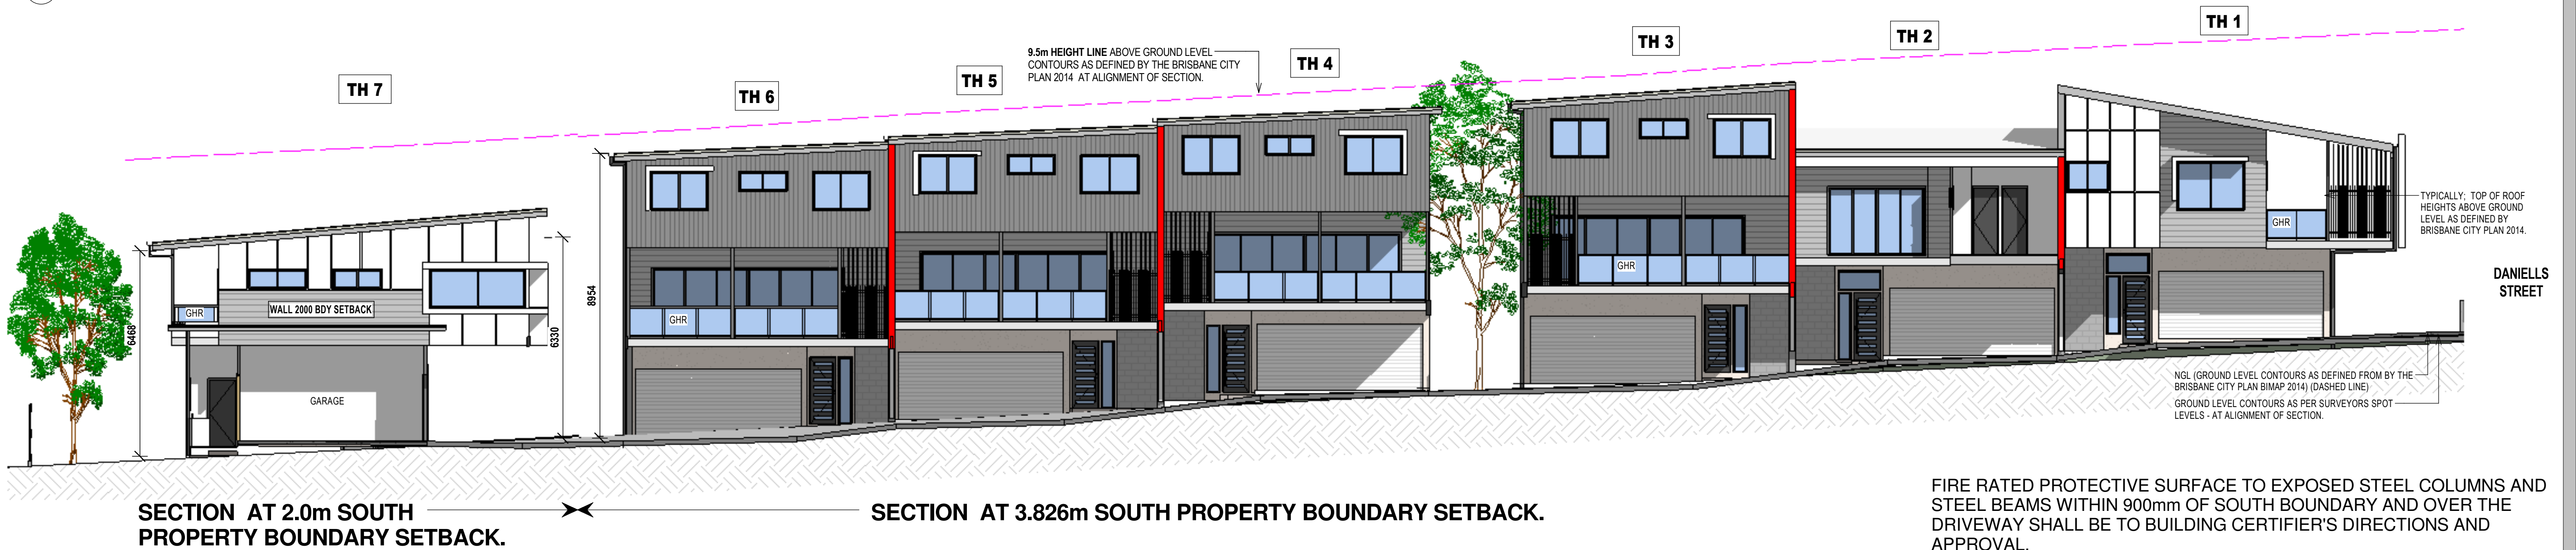 TH 1
TH 2
TH 3
TH 4
TH 5
TH 6
TH 7
9.5m HEIGHT LINE ABOVE GROUND LEVEL
CONTOURS AS DEFINED BY THE BRISBANE CITY
PLAN 2014 AT ALIGNMENT OF SECTION.
TYPICALLY; TOP OF ROOF
HEIGHTS ABOVE GROUND
LEVEL AS DEFINED BY
BRISBANE CITY PLAN 2014.
GHR
GHR
GHR
GHR
WALL 2000 BDY SETBACK
6468
6330
8954
GARAGE
DANIELLS
STREET
NGL (GROUND LEVEL CONTOURS AS DEFINED FROM BY THE
BRISBANE CITY PLAN BIMAP 2014) (DASHED LINE)
GROUND LEVEL CONTOURS AS PER SURVEYORS SPOT
LEVELS - AT ALIGNMENT OF SECTION.
SECTION AT 2.0m SOUTH
PROPERTY BOUNDARY SETBACK.
SECTION AT 3.826m SOUTH PROPERTY BOUNDARY SETBACK.
FIRE RATED PROTECTIVE SURFACE TO EXPOSED STEEL COLUMNS AND
STEEL BEAMS WITHIN 900mm OF SOUTH BOUNDARY AND OVER THE
DRIVEWAY SHALL BE TO BUILDING CERTIFIER'S DIRECTIONS AND
APPROVAL.